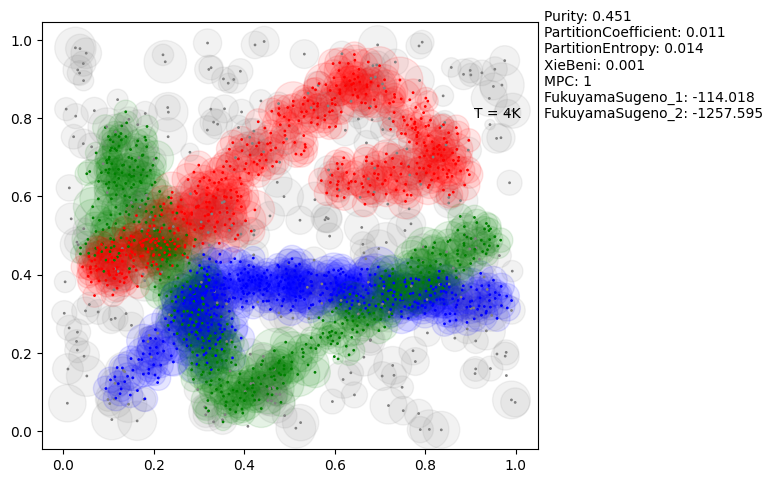 Purity: 0.451
PartitionCoefficient: 0.011
PartitionEntropy: 0.014
XieBeni: 0.001
MPC: 1
FukuyamaSugeno_1: -114.018
FukuyamaSugeno_2: -1257.595
T = 4K
1.0
0.8
0.6
0.4
0.2
0.0
0.0 0.2 0.4 0.6 0.8 1.0